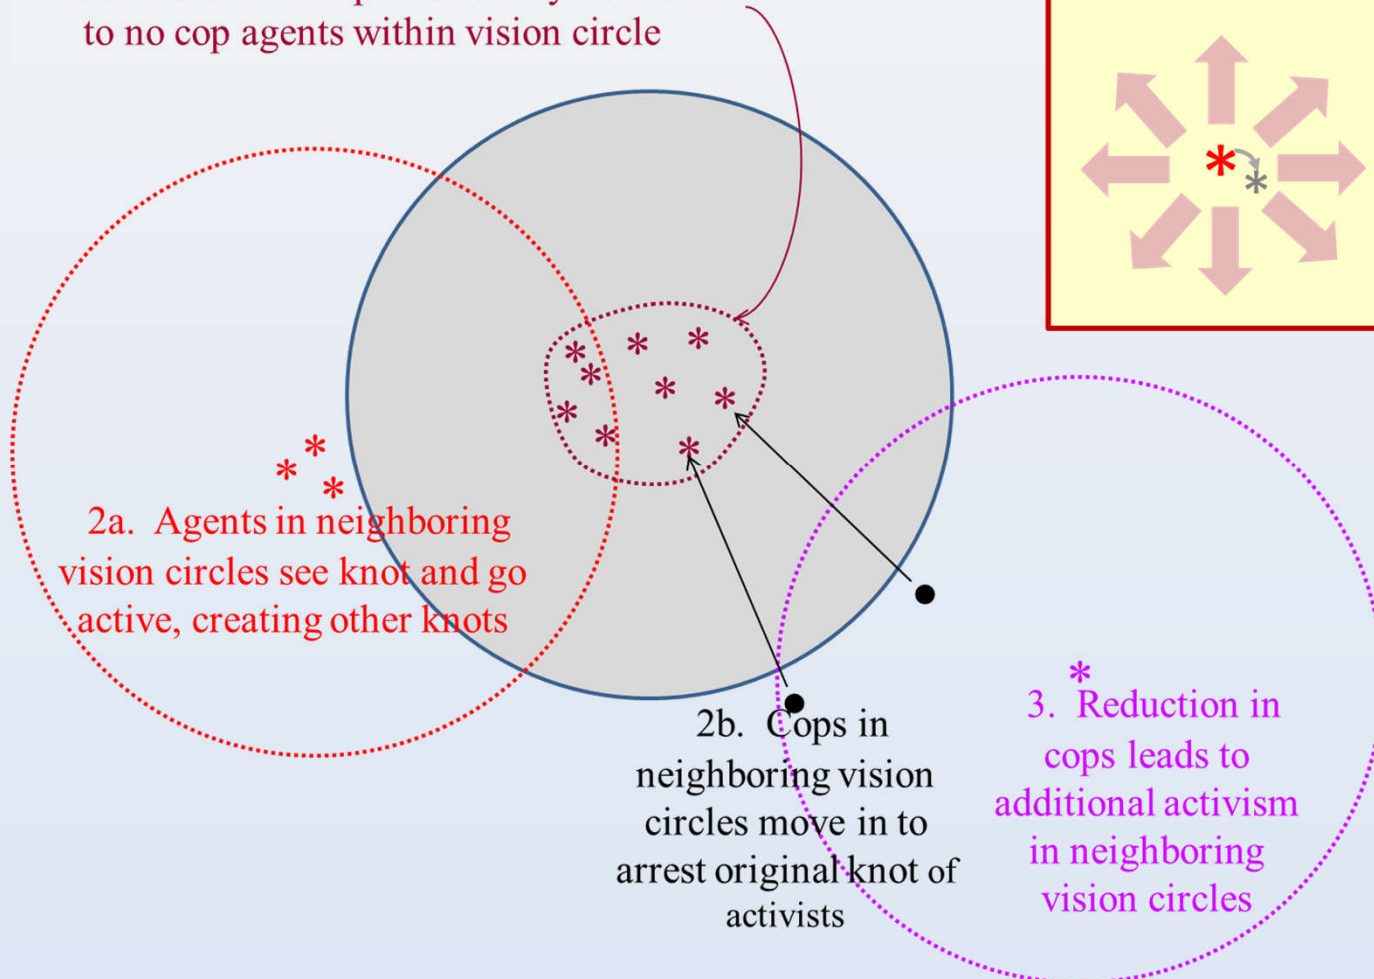 to no cop agents within vision circle
2a. Agents in neighboring
vision circles see knot and go
active, creating other knots
2b. Cops in
neighboring vision
circles move in to
arrest original knot of
activists
3. Reduction in
cops leads to
additional activism
in neighboring
vision circles